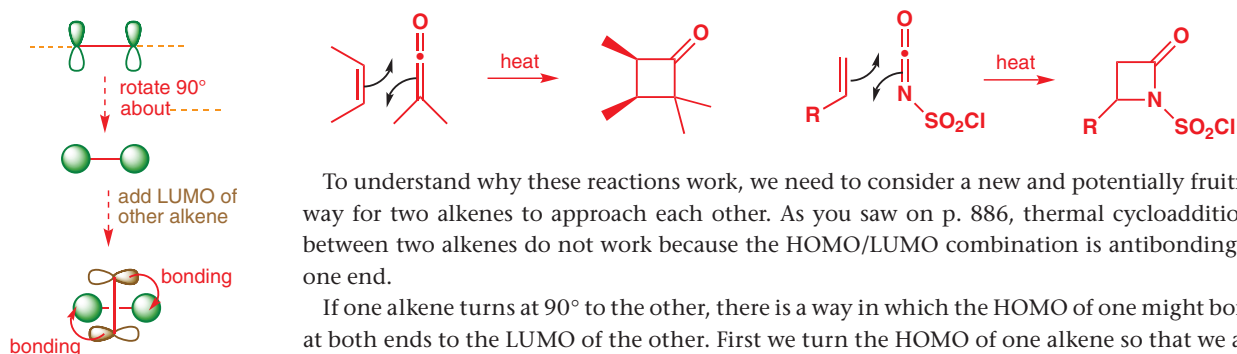 rotate 90°
about
add LUMO of
other alkene
bonding
bonding
O
heat
O
O
N
R
SO2Cl
heat
O
N
R
SO2Cl
To understand why these reactions work, we need to consider a new and potentially
way for two alkenes to approach each other. As you saw on p. 886, thermal
between two alkenes do not work because the HOMO/LUMO combination is antibonding
one end.
If one alkene turns at 90° to the other, there is a way in which the HOMO of one might
at both ends to the LUMO of the other. First we turn the HOMO of one alkene so that we